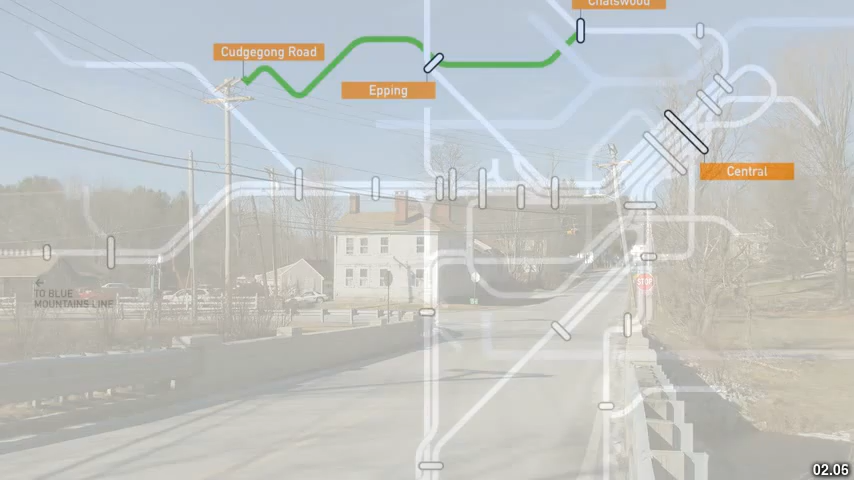 Chatswood
Cudgegong Road
Epping
Central
TO BLUE
MOUNTAINS LINE
STOP
02.06